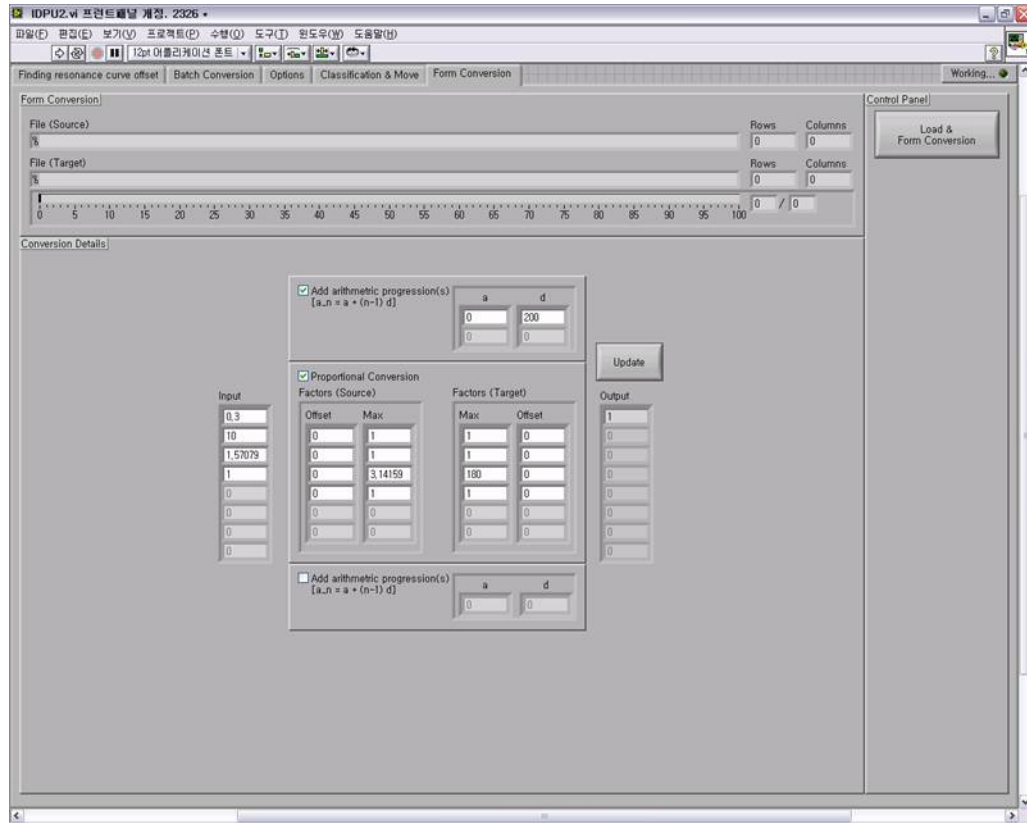 IDPU2.vi 프런트패널 개정. 2326 *
파일(F) 편집(E) 보기(V) 프로젝트(P) 수행(O) 도구(T) 윈도우(W) 도움말(H)
12pt 어플리케이션 폰트
Finding resonance curve offset Batch Conversion Options Classification & Move Form Conversion Working...
Form Conversion Control Panel
File (Source) Rows Columns
% 0 0
Load &
Form Conversion
File (Target) Rows Columns
% 0 0
0 5 10 15 20 25 30 35 40 45 50 55 60 65 70 75 80 85 90 95 100
0 / 0
Conversion Details
Add arithmetric progression(s)
[a_n = a + (n-1) d]
a d
0 200
0 0
Update
Proportional Conversion
Input Factors (Source) Factors (Target) Output
Offset Max Max Offset
0,3 0 1 1 0 1
10 0 1 1 0 0
1,57079 0 3,14159 180 0 0
1 0 1 1 0 0
0 0 0 0 0 0
0 0 0 0 0 0
0 0
0 0
Add arithmetric progression(s)
[a_n = a + (n-1) d]
a d
0 0